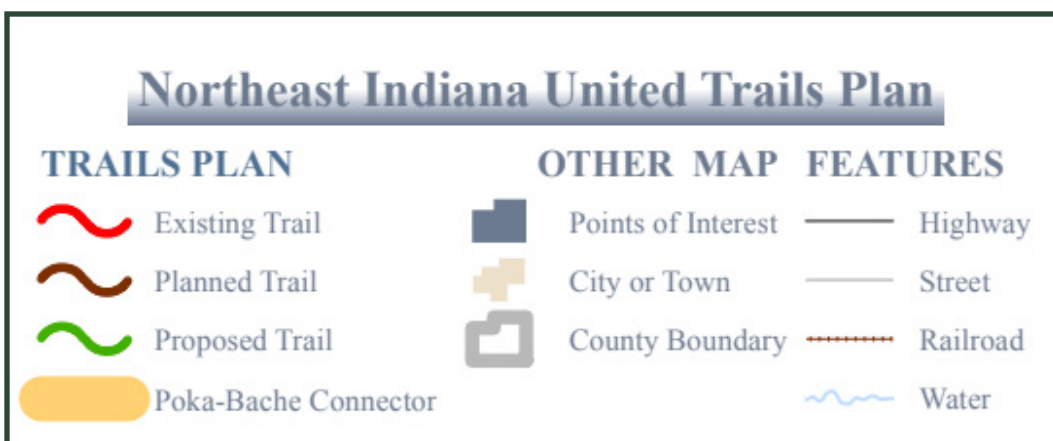 Northeast Indiana United Trails Plan
TRAILS PLAN
Existing Trail
Planned Trail
Proposed Trail
Poka-Bache Connector
OTHER MAP FEATURES
Points of Interest
City or Town
County Boundary
Highway
Street
Railroad
Water